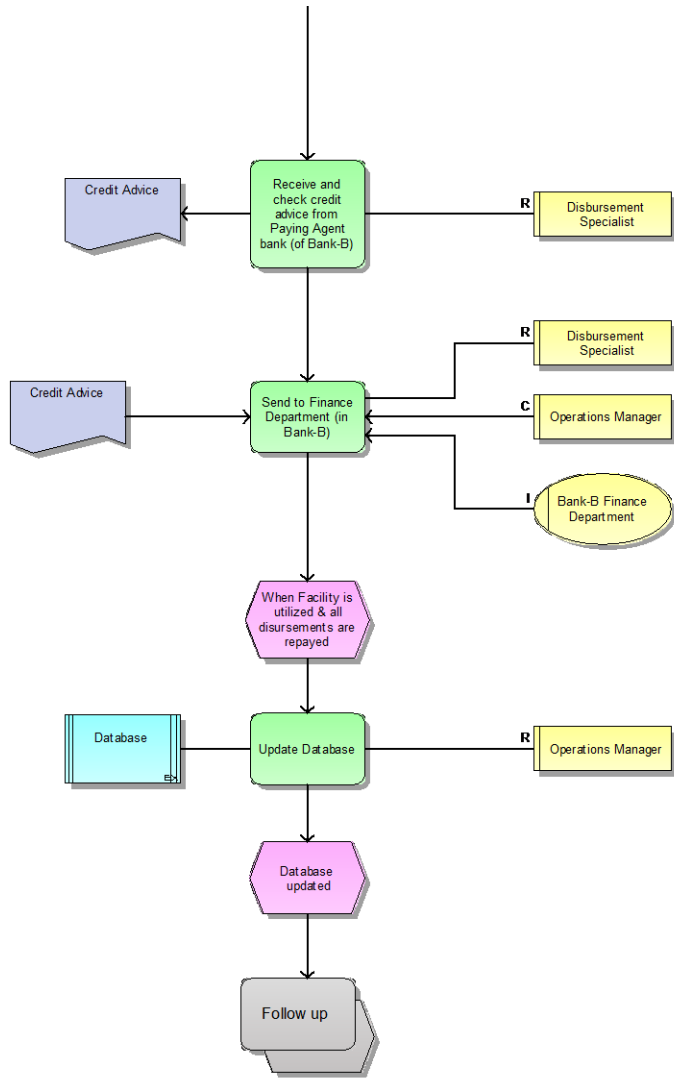 Credit Advice
Receive and
check credit
advice from
Paying Agent
bank (of Bank-B)
R
Disbursement
Specialist
Credit Advice
Send to Finance
Department (in
Bank-B)
R
Disbursement
Specialist
C
Operations Manager
I
Bank-B Finance
Department
When Facility is
utilized & all
disursements are
repayed
Database
Update Database
R
Operations Manager
Database
updated
Follow up